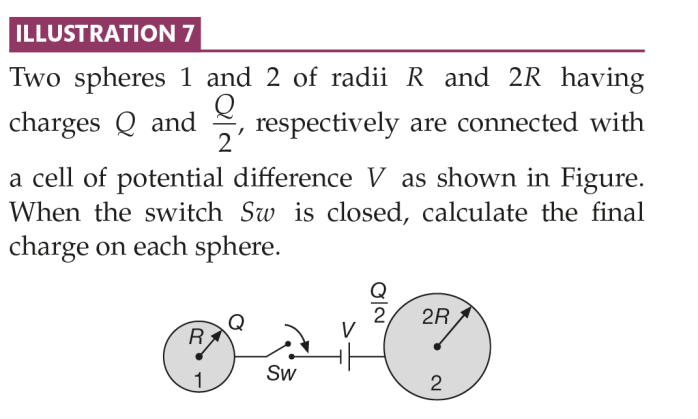 ILLUSTRATION 7
Two spheres 1 and 2 of radii R and 2R having
charges Q and Q/2, respectively are connected with
a cell of potential difference V as shown in Figure.
When the switch Sw is closed, calculate the final
charge on each sphere.
Q/2
Q
R
V
2R
Sw
1
2